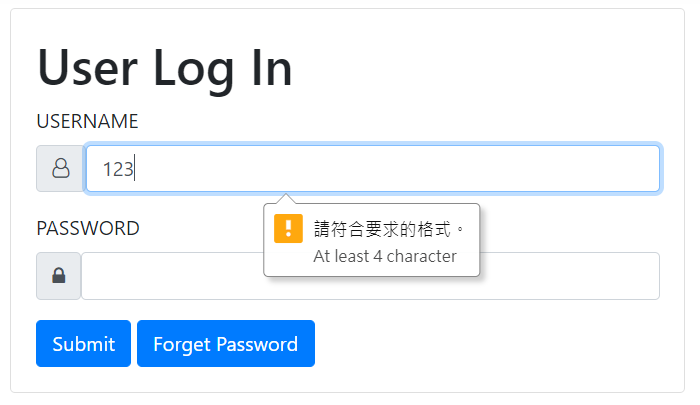 User Log In
USERNAME
123
請符合要求的格式。
At least 4 character
PASSWORD
Submit
Forget Password